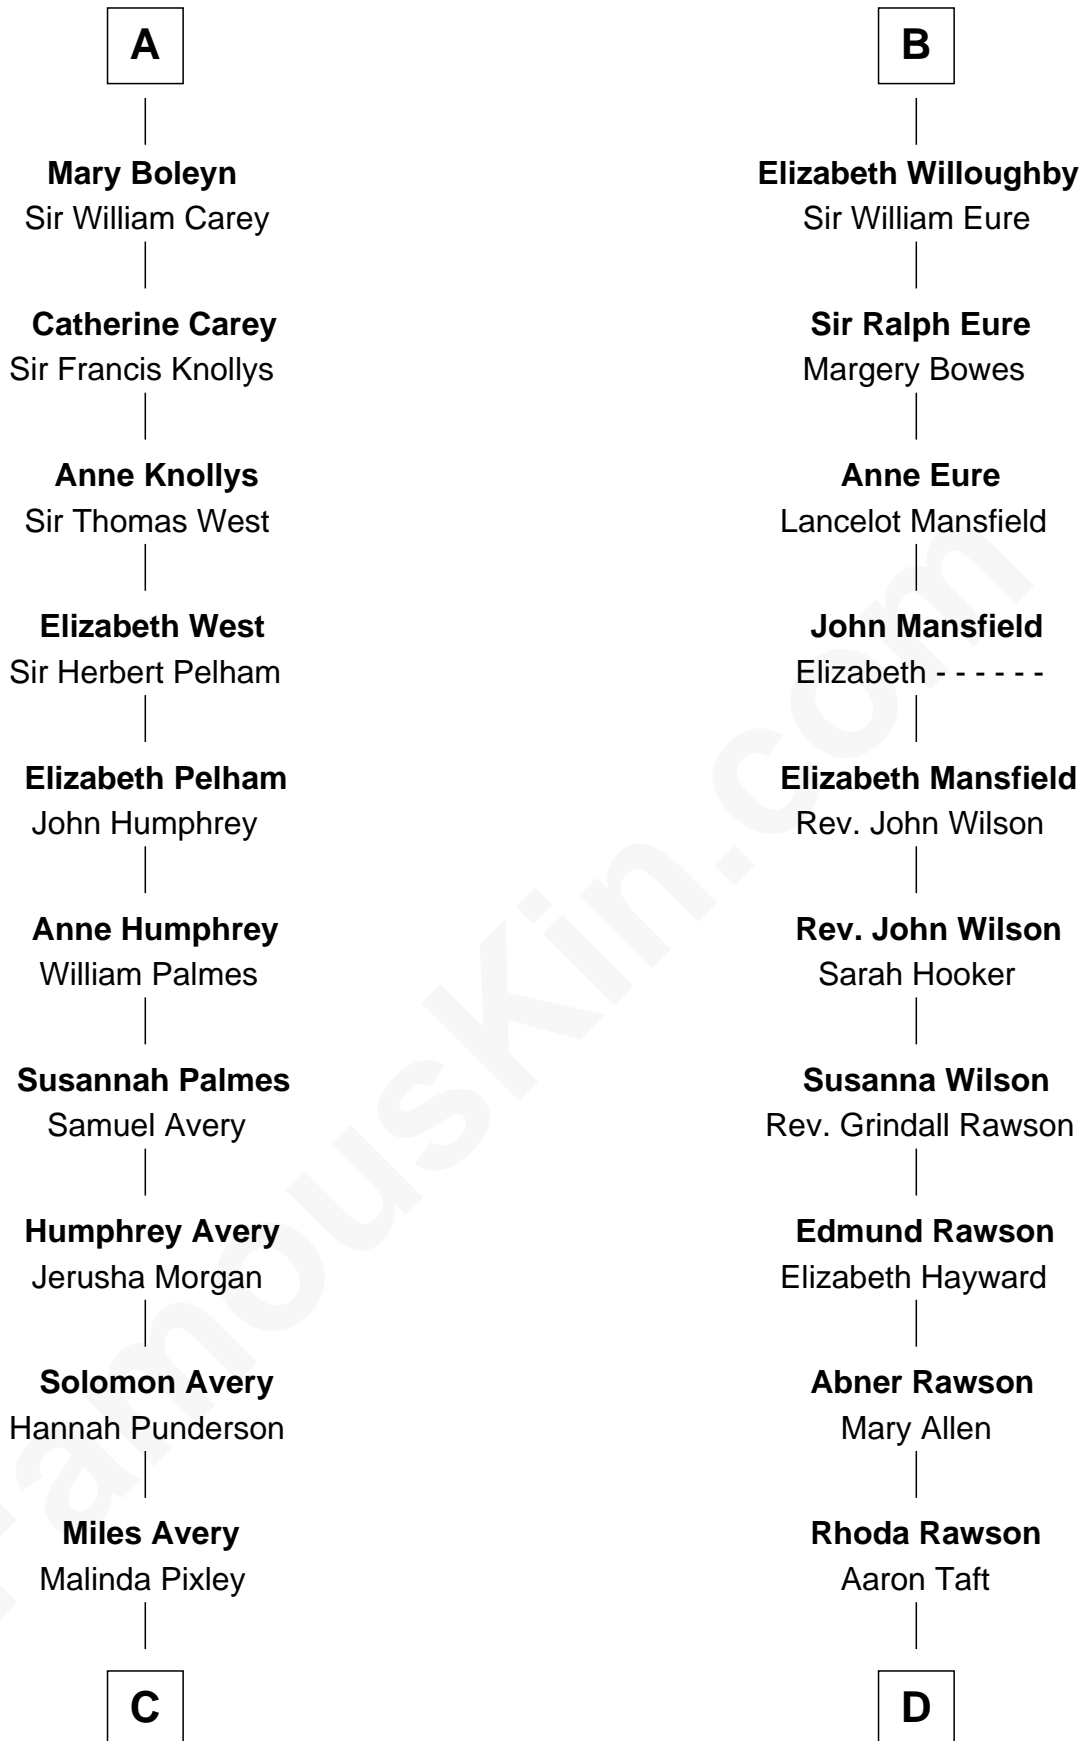 A
Mary Boleyn
Sir William Carey
Catherine Carey
Sir Francis Knollys
Anne Knollys
Sir Thomas West
Elizabeth West
Sir Herbert Pelham
Elizabeth Pelham
John Humphrey
Anne Humphrey
William Palmes
Susannah Palmes
Samuel Avery
Humphrey Avery
Jerusha Morgan
Solomon Avery
Hannah Punderson
Miles Avery
Malinda Pixley
C
B
Elizabeth Willoughby
Sir William Eure
Sir Ralph Eure
Margery Bowes
Anne Eure
Lancelot Mansfield
John Mansfield
Elizabeth - - - - - -
Elizabeth Mansfield
Rev. John Wilson
Rev. John Wilson
Sarah Hooker
Susanna Wilson
Rev. Grindall Rawson
Edmund Rawson
Elizabeth Hayward
Abner Rawson
Mary Allen
Rhoda Rawson
Aaron Taft
D
FamousKin.com